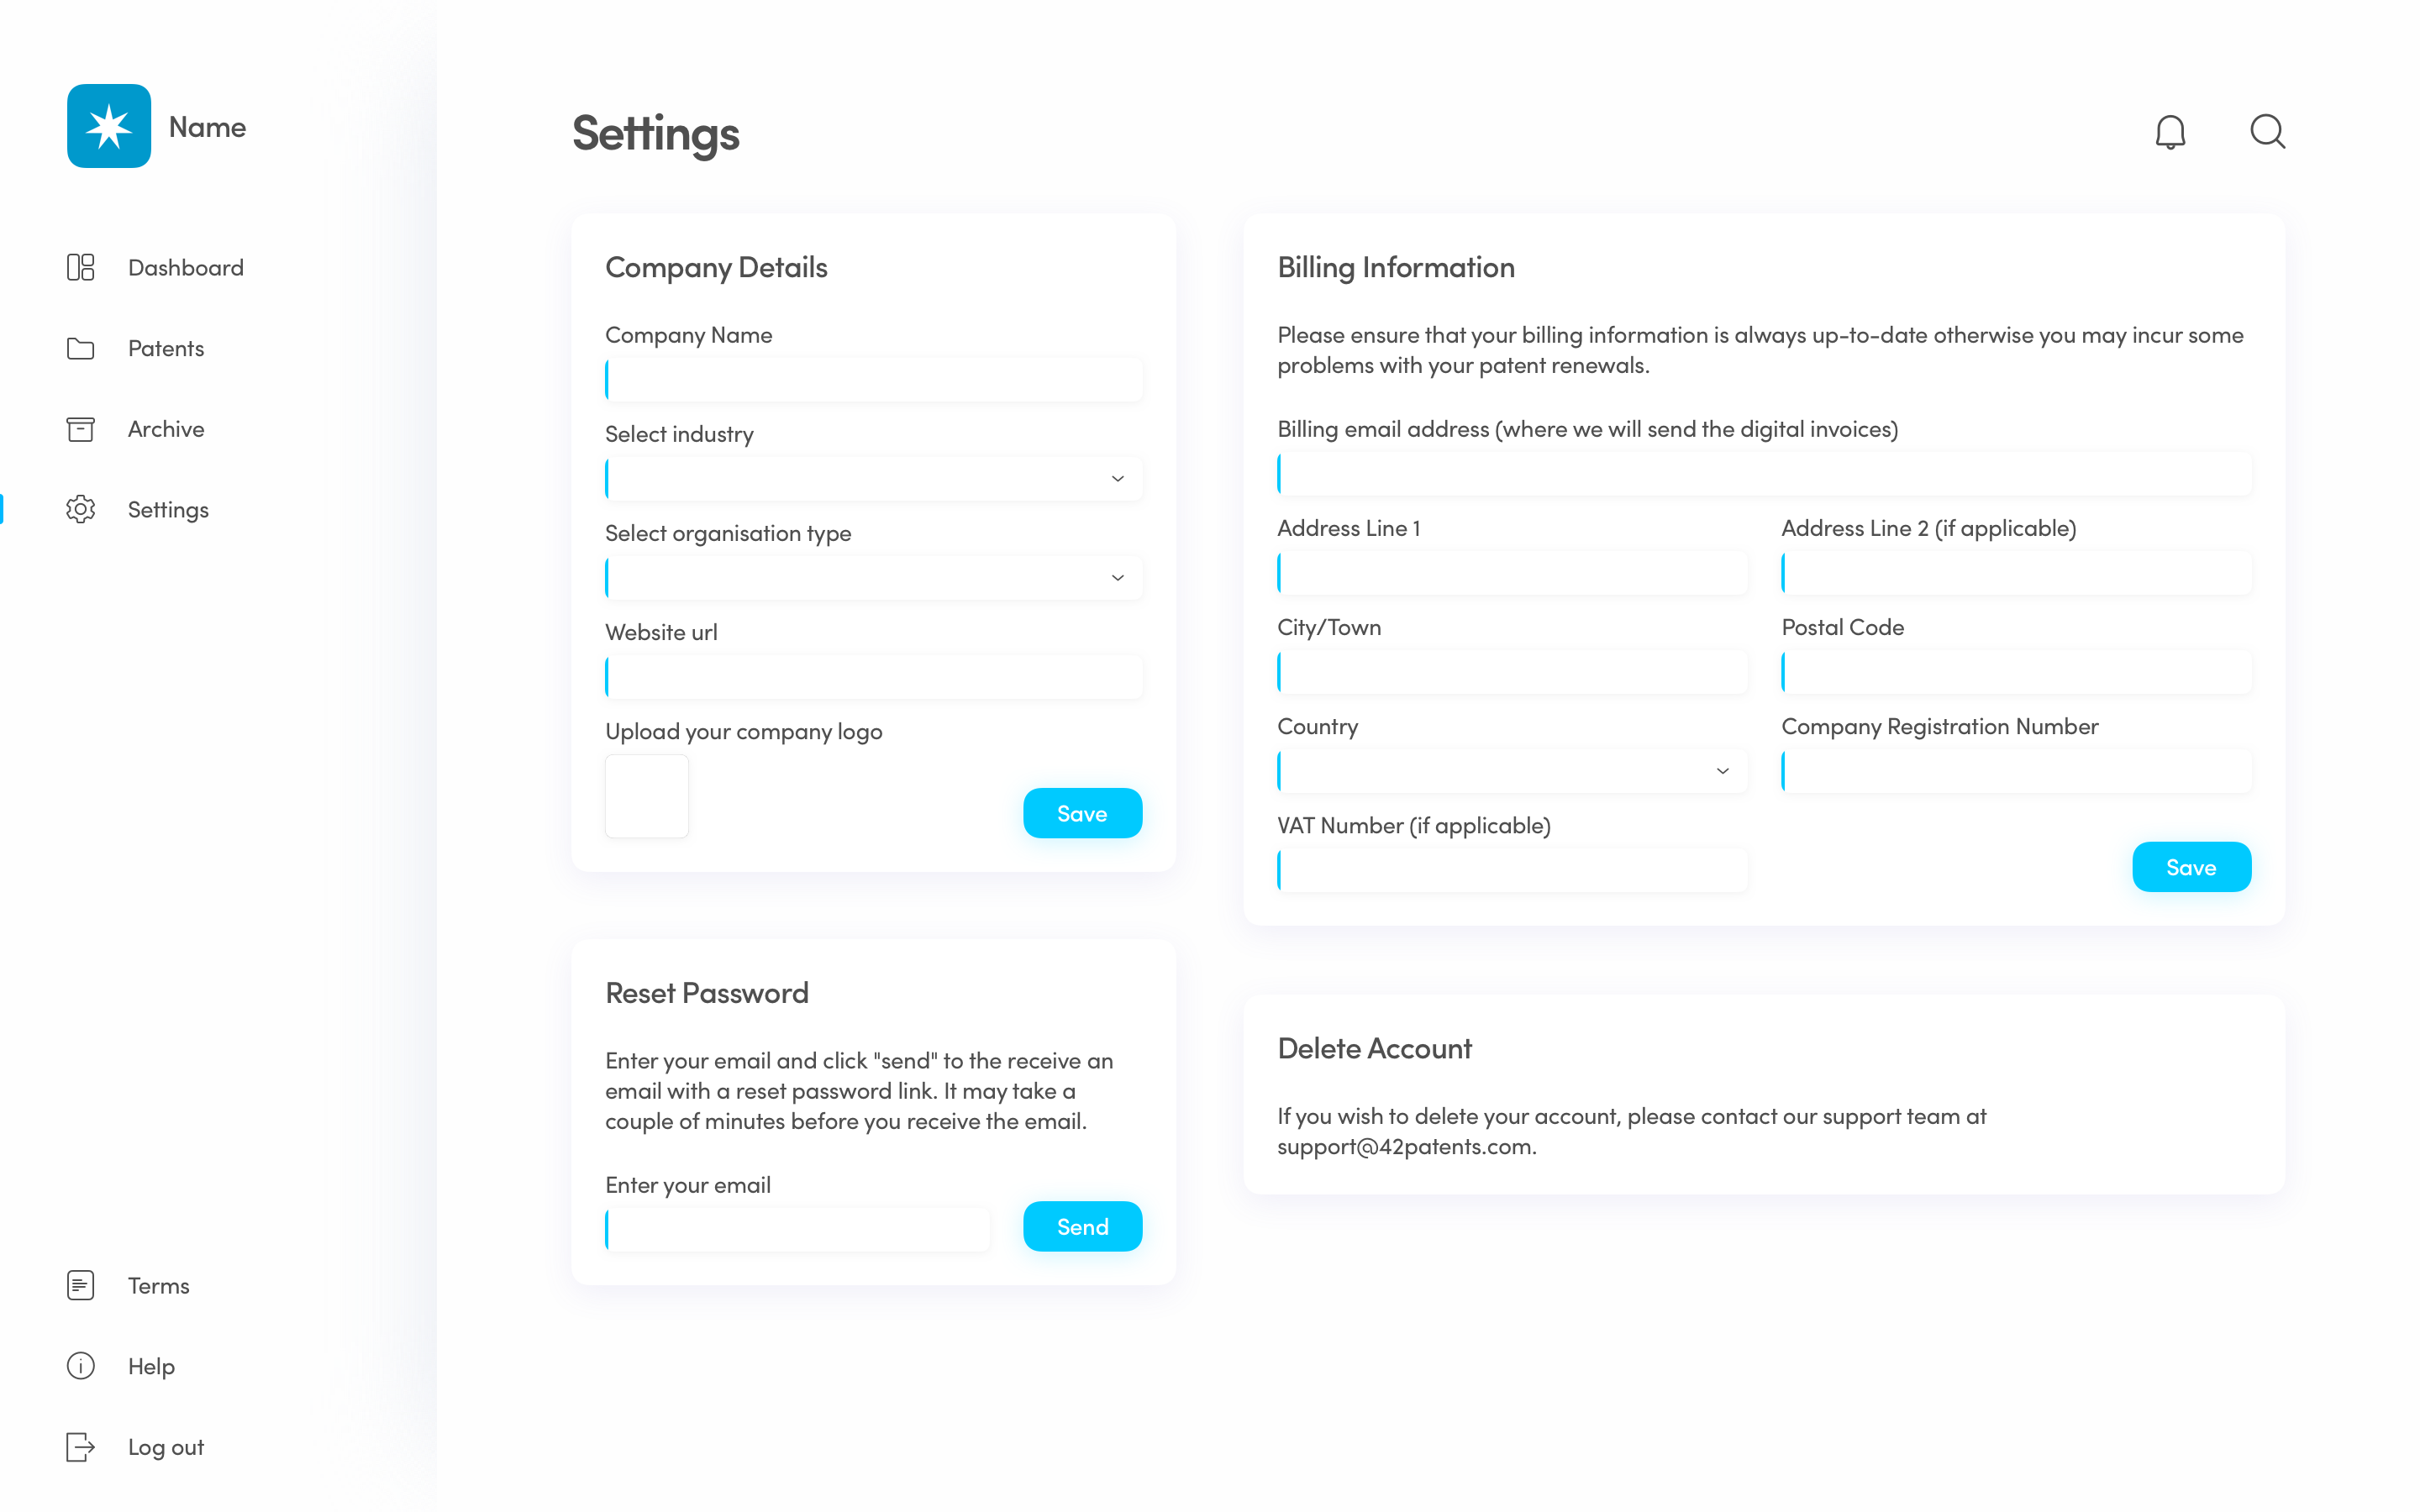 Name
Dashboard
Patents
Archive
Settings
Terms
Help
Log out
Settings
Company Details
Company Name
Select industry
Select organisation type
Website url
Upload your company logo
Save
Reset Password
Enter your email and click "send" to the receive an
email with a reset password link. It may take a
couple of minutes before you receive the email.
Enter your email
Send
Billing Information
Please ensure that your billing information is always up-to-date otherwise you may incur some
problems with your patent renewals.
Billing email address (where we will send the digital invoices)
Address Line 1
Address Line 2 (if applicable)
City/Town
Postal Code
Country
Company Registration Number
VAT Number (if applicable)
Save
Delete Account
If you wish to delete your account, please contact our support team at
support@42patents.com.